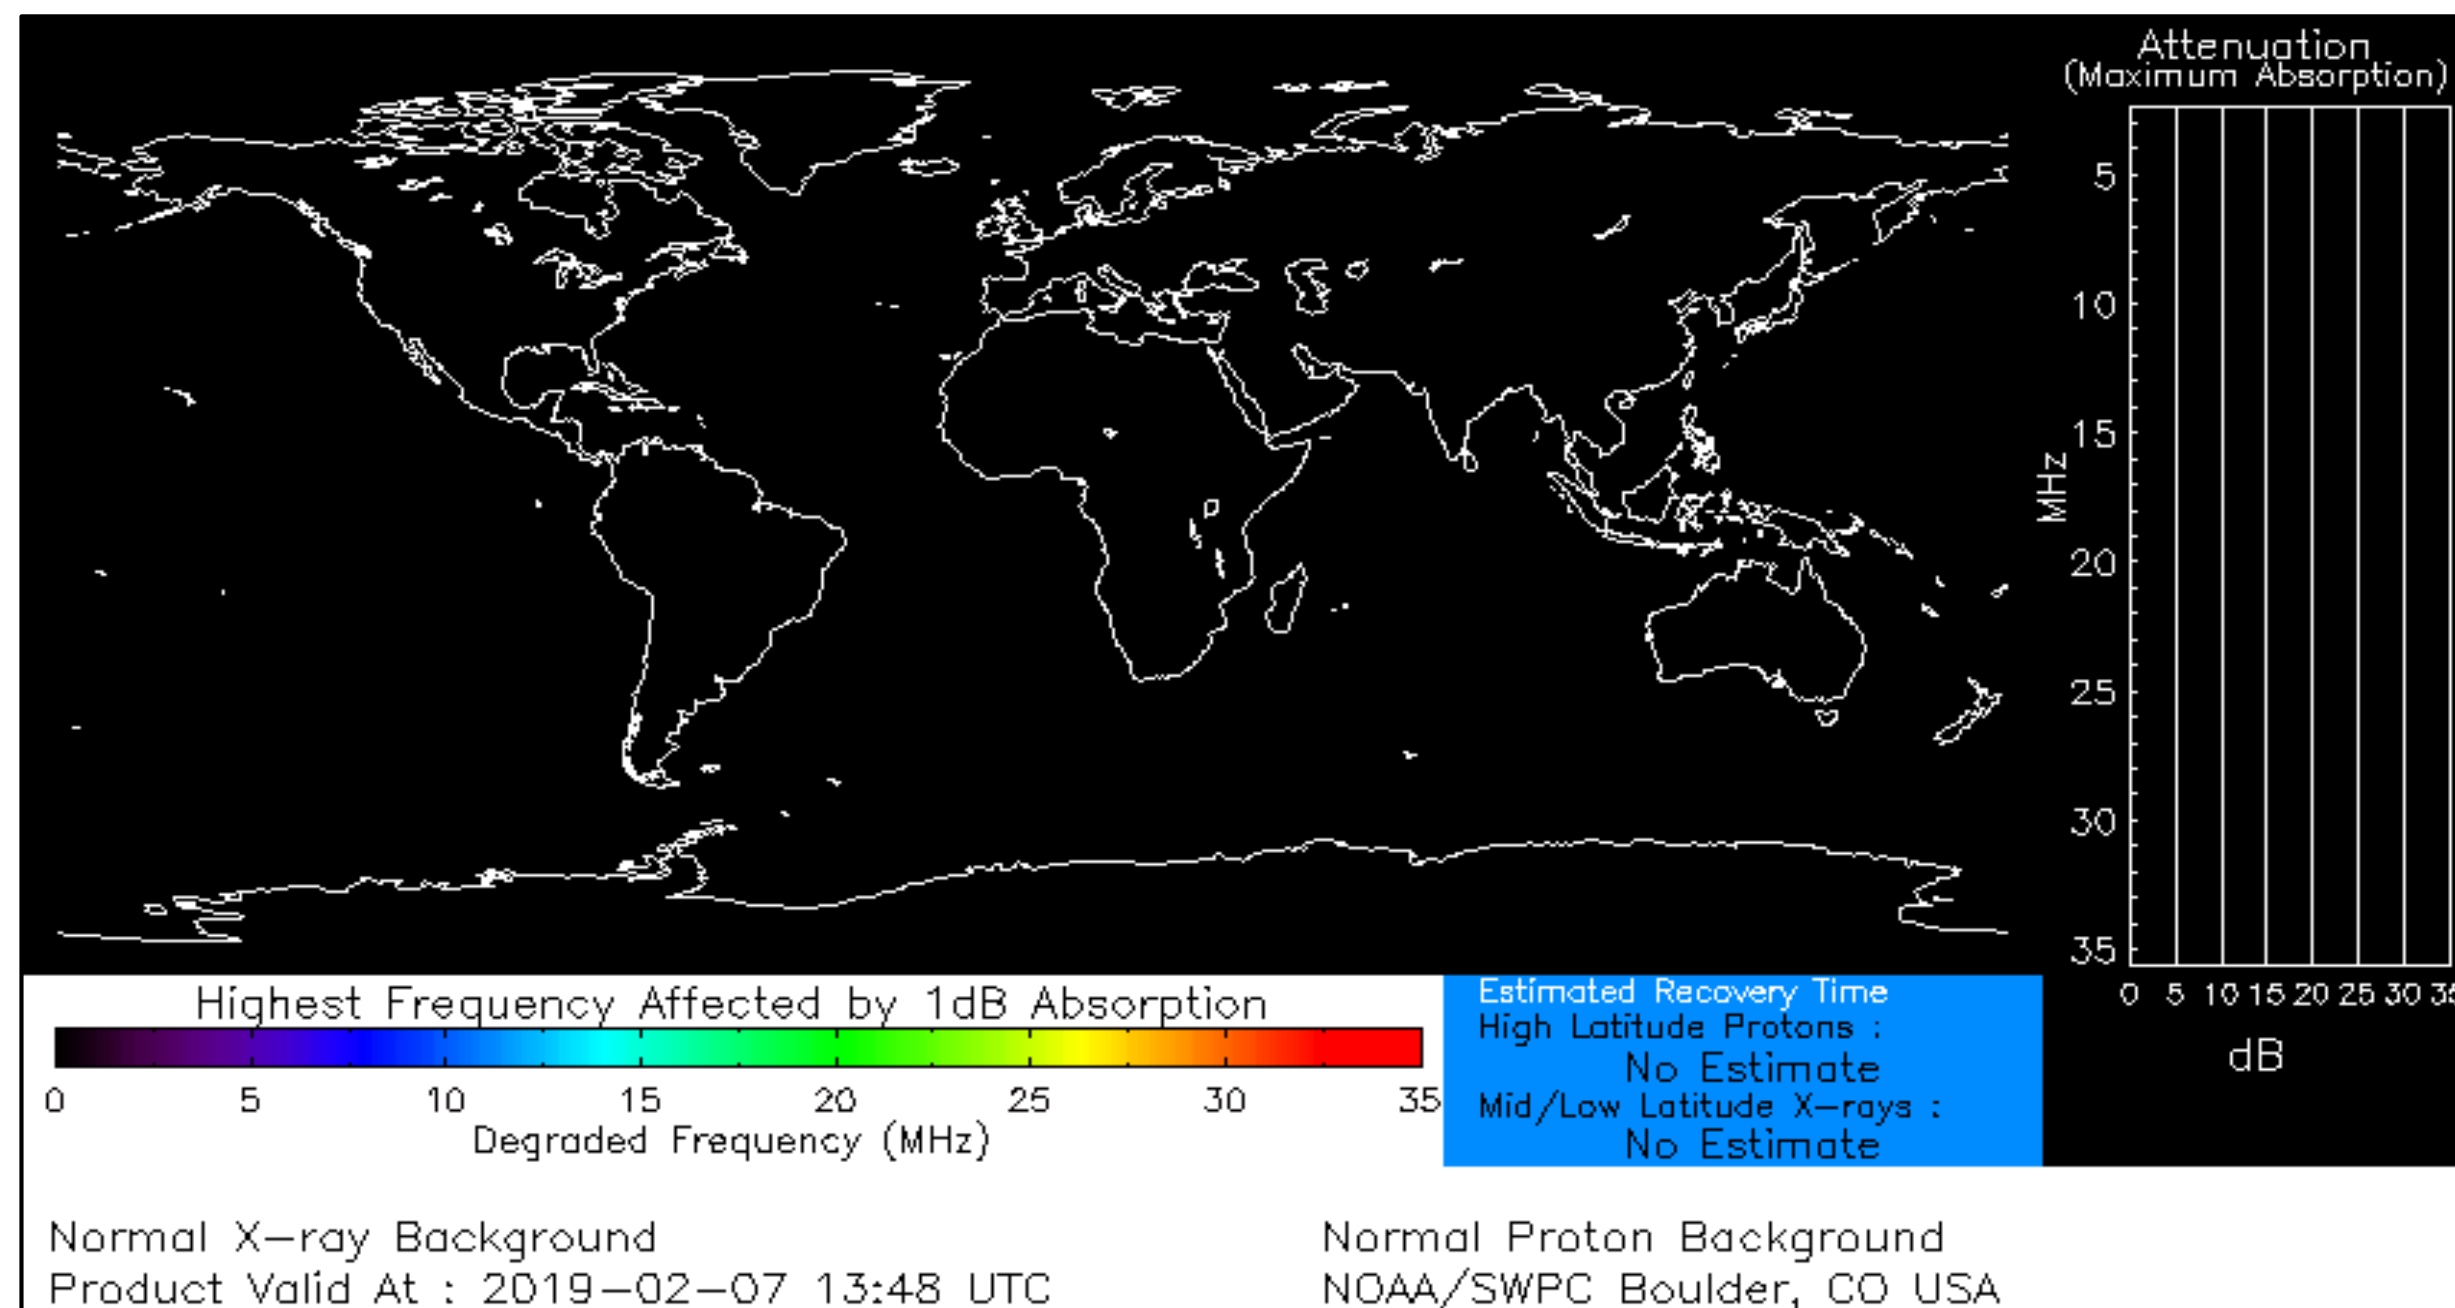 Attenuation
(Maximum Absorption)
5
10
15
20
25
30
35
MHz
0 5 10 15 20 25 30 35
dB
Highest Frequency Affected by 1dB Absorption
0 5 10 15 20 25 30 35
Degraded Frequency (MHz)
Estimated Recovery Time
High Latitude Protons :
No Estimate
Mid/Low Latitude X-rays :
No Estimate
Normal X-ray Background
Normal Proton Background
Product Valid At : 2019-02-07 13:48 UTC
NOAA/SWPC Boulder, CO USA